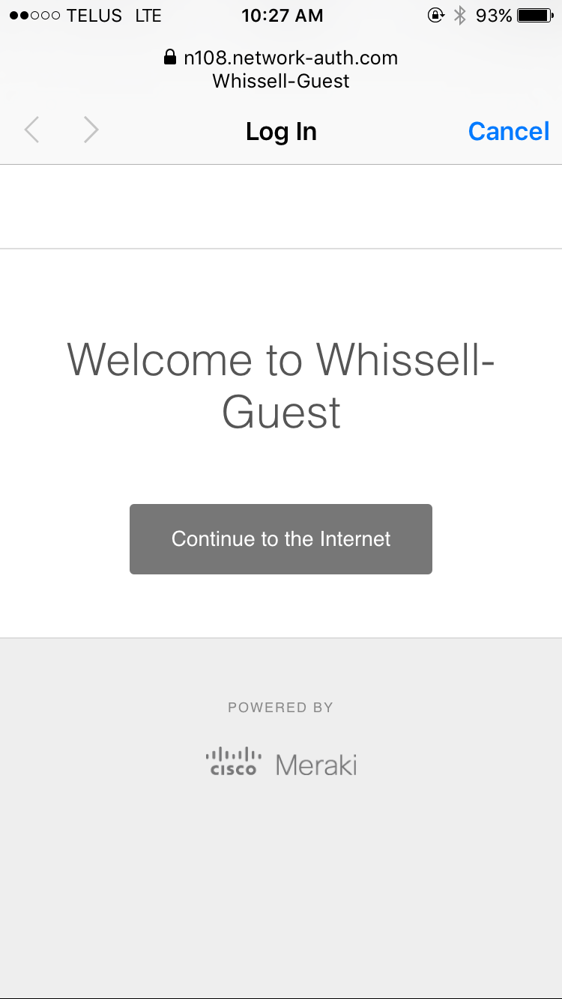 TELUS LTE 10:27 AM 93%
n108.network-auth.com
Whissell-Guest
Log In Cancel
Welcome to Whissell-
Guest
Continue to the Internet
POWERED BY
CISCO Meraki